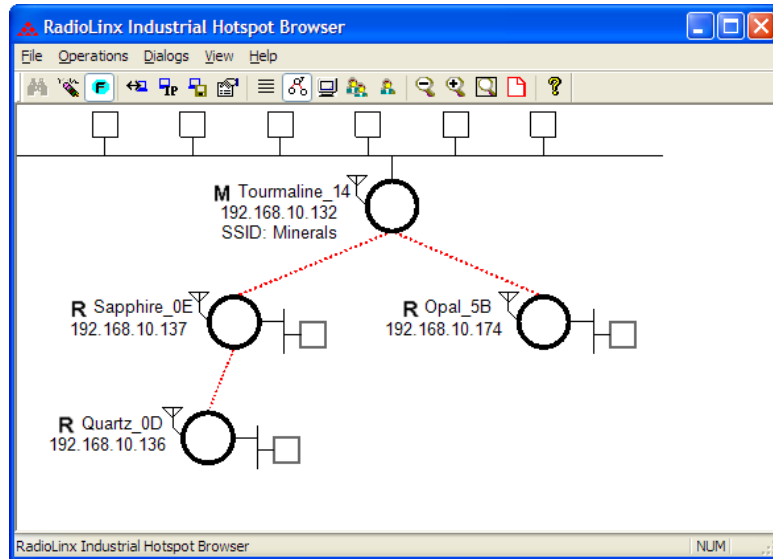 RadioLinx Industrial Hotspot Browser
File Operations Dialogs View Help
F IP ?
M Tourmaline_14
192.168.10.132
SSID: Minerals
R Sapphire_0E
192.168.10.137
R Opal_5B
192.168.10.174
R Quartz_0D
192.168.10.136
RadioLinx Industrial Hotspot Browser NUM